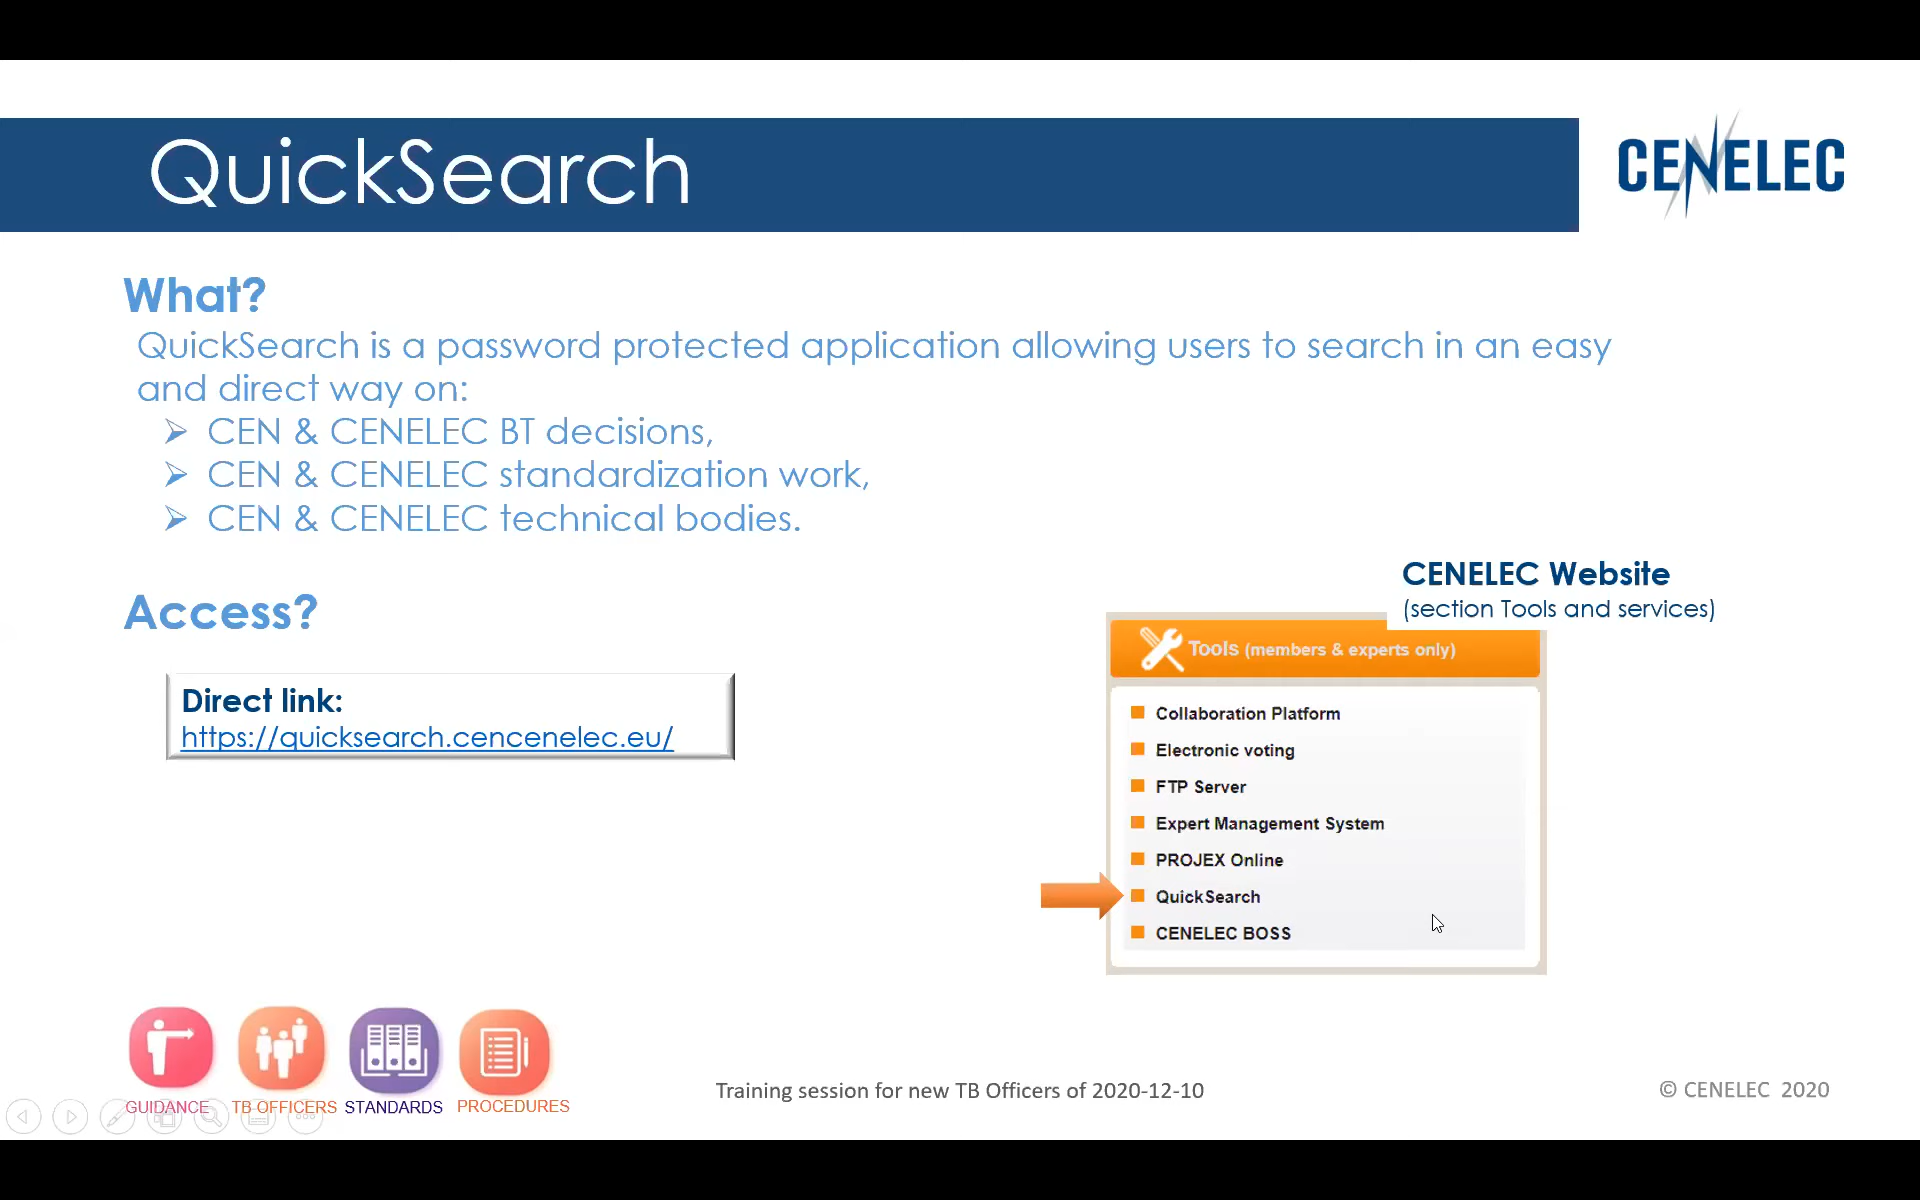 QuickSearch
CENELEC
What?
QuickSearch is a password protected application allowing users to search in an easy
and direct way on:
CEN & CENELEC BT decisions,
CEN & CENELEC standardization work,
CEN & CENELEC technical bodies.
Access?
Direct link:
https://quicksearch.cencenelec.eu/
CENELEC Website
(section Tools and services)
Tools (members & experts only)
Collaboration Platform
Electronic voting
FTP Server
Expert Management System
PROJEX Online
QuickSearch
CENELEC BOSS
GUIDANCE
TB OFFICERS
STANDARDS
PROCEDURES
Training session for new TB Officers of 2020-12-10
© CENELEC 2020